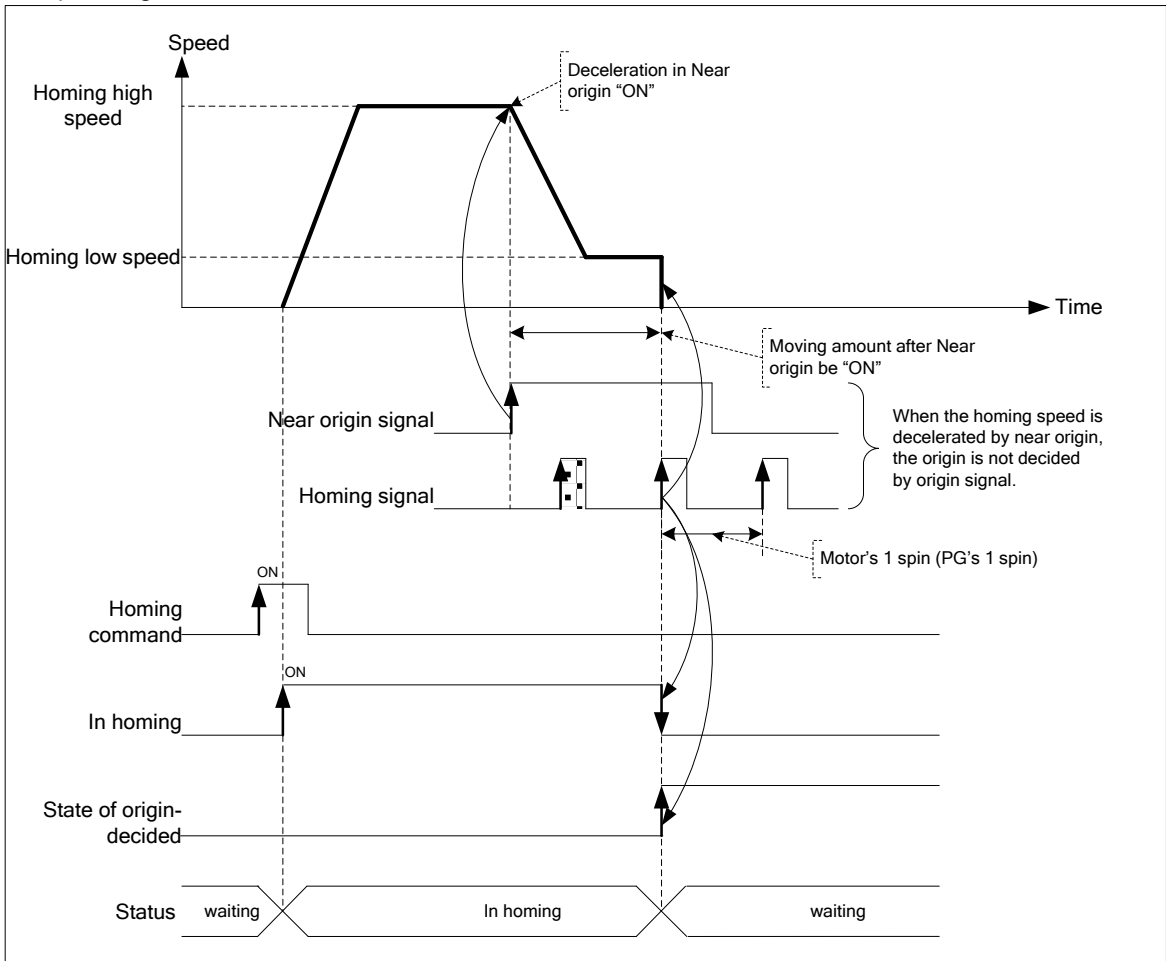 Speed
Deceleration in Near
origin “ON”
Homing high
speed
Homing low speed
Time
Moving amount after Near
origin be “ON”
Near origin signal
When the homing speed is
decelerated by near origin,
the origin is not decided
by origin signal.
Homing signal
Motor's 1 spin (PG's 1 spin)
ON
Homing
command
ON
In homing
State of origin-
decided
Status
waiting
In homing
waiting